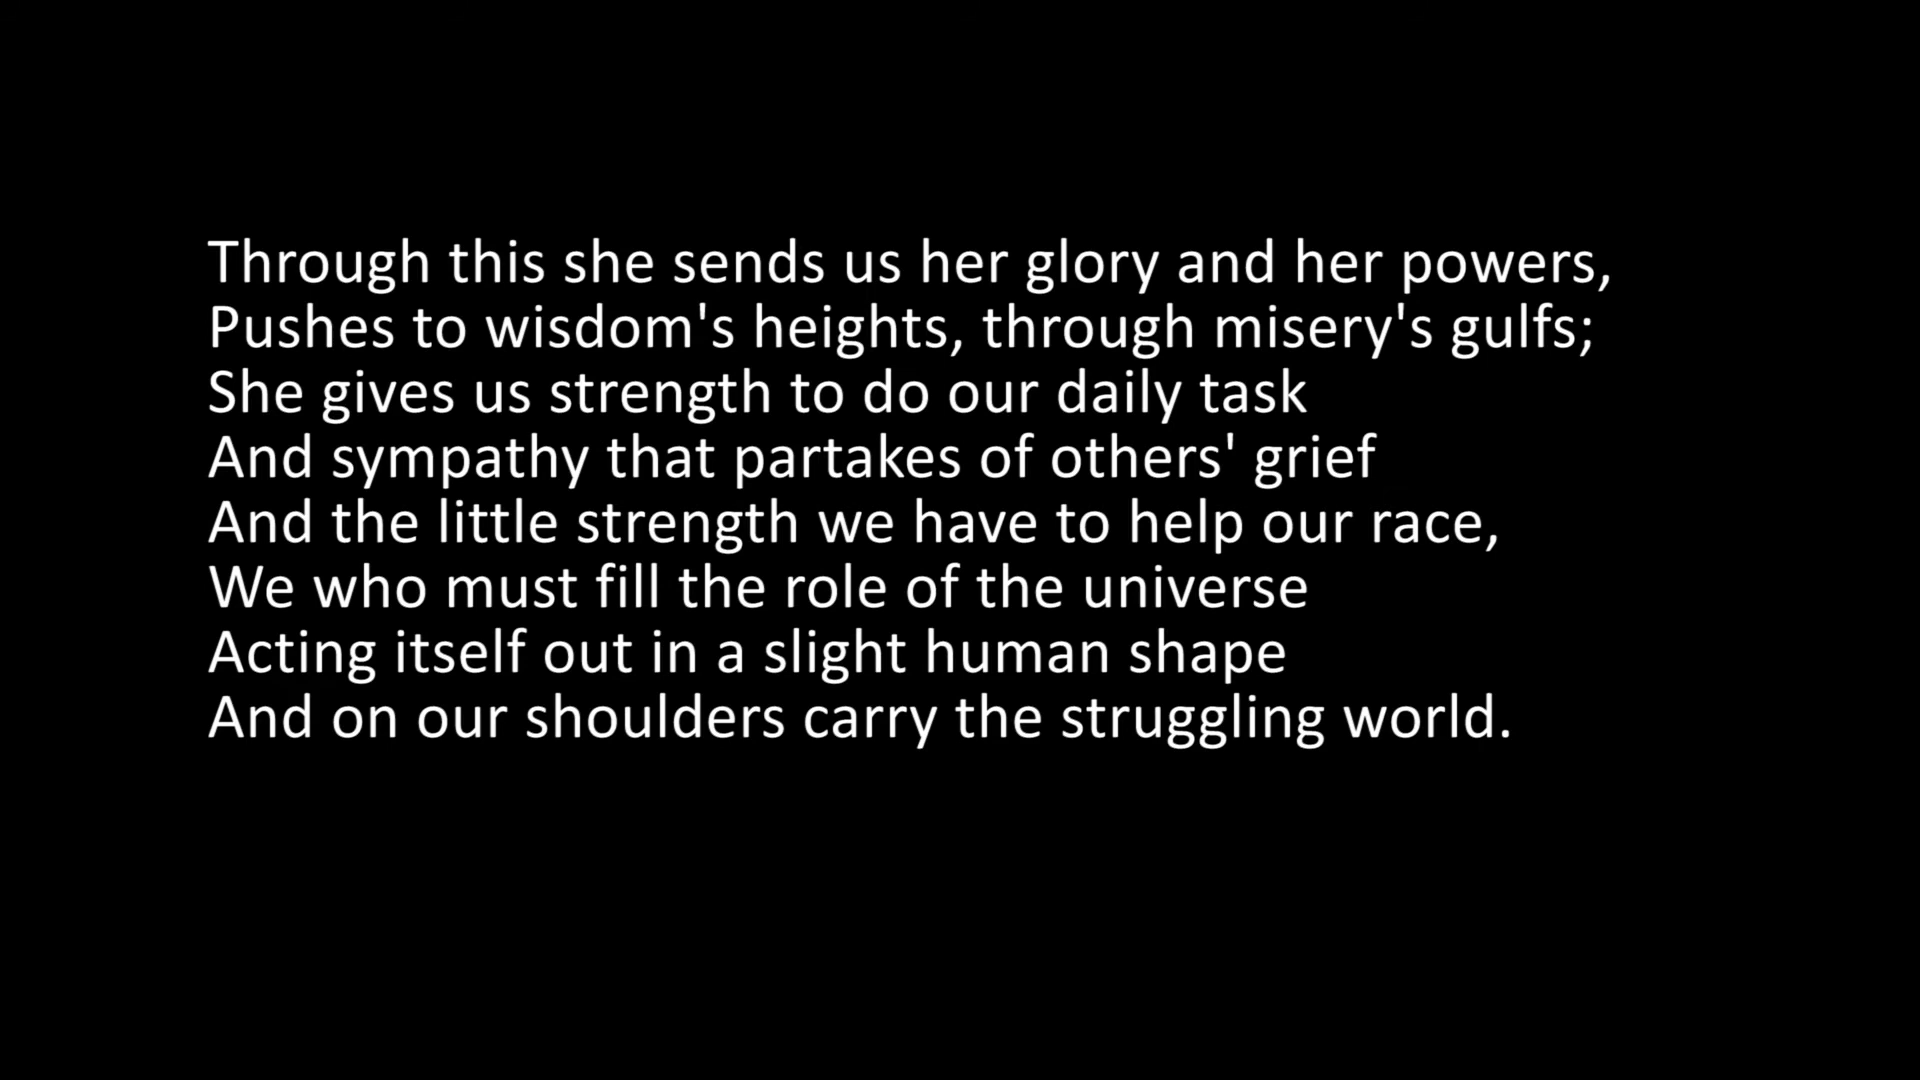 Through this she sends us her glory and her powers,
Pushes to wisdom's heights, through misery's gulfs;
She gives us strength to do our daily task
And sympathy that partakes of others' grief
And the little strength we have to help our race,
We who must fill the role of the universe
Acting itself out in a slight human shape
And on our shoulders carry the struggling world.